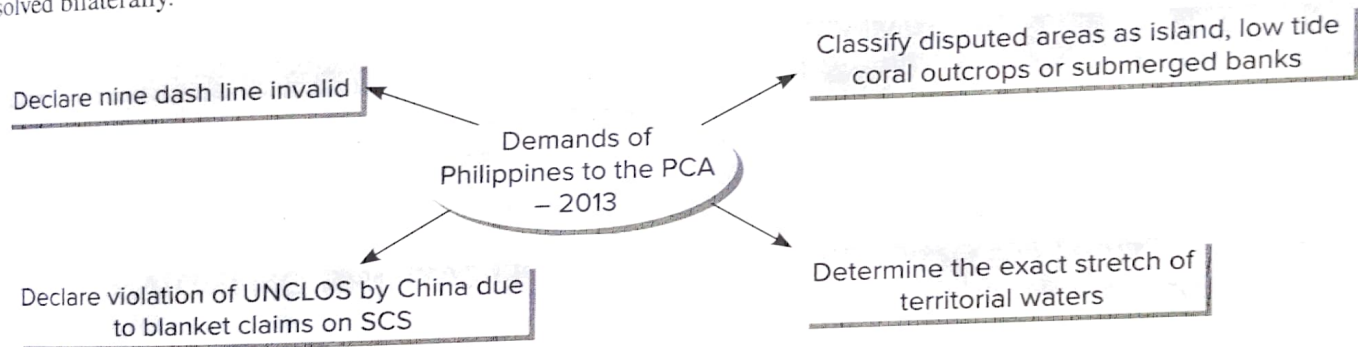 bilaterally.
Classify disputed areas as island, low tide
coral outcrops or submerged banks
Declare nine dash line invalid
Demands of
Philippines to the PCA
– 2013
Declare violation of UNCLOS by China due
to blanket claims on SCS
Determine the exact stretch of
territorial waters